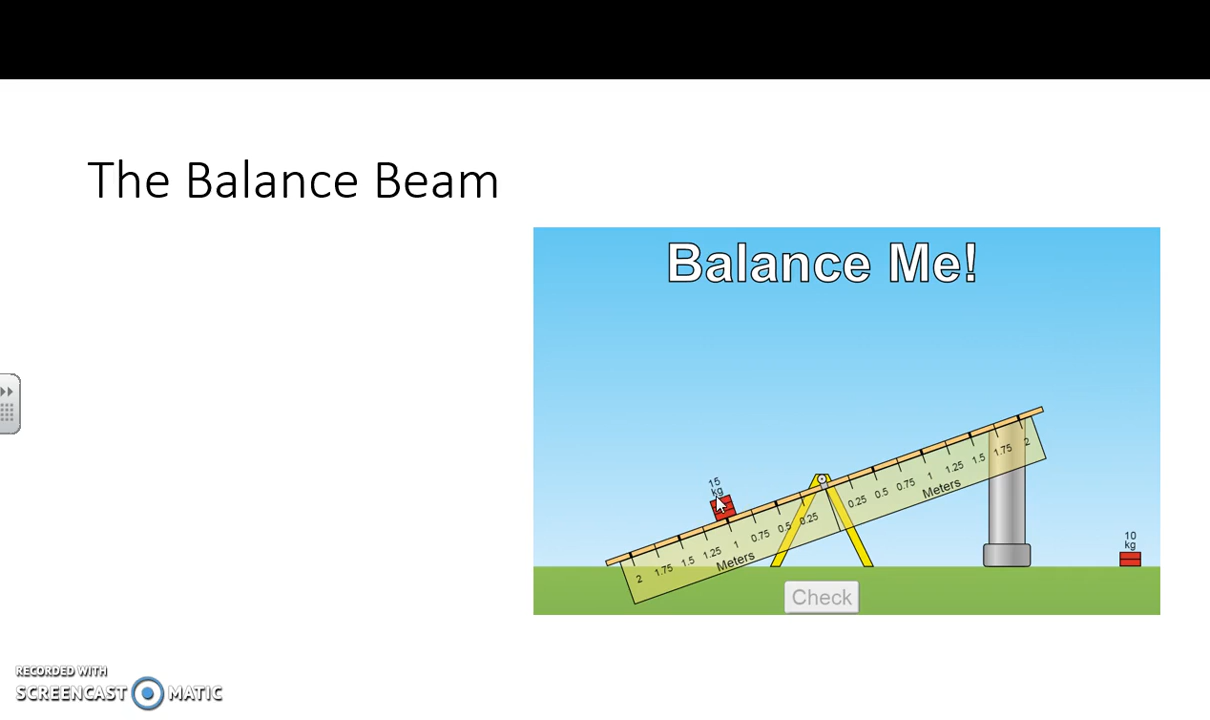 The Balance Beam
Balance Me!
15
kg
2 1.75 1.5 1.25 1 0.75 0.5 0.25
Meters
0.25 0.5 0.75 1 1.25 1.5 1.75 2
Meters
10
kg
Check
RECORDED WITH
SCREENCAST MATIC